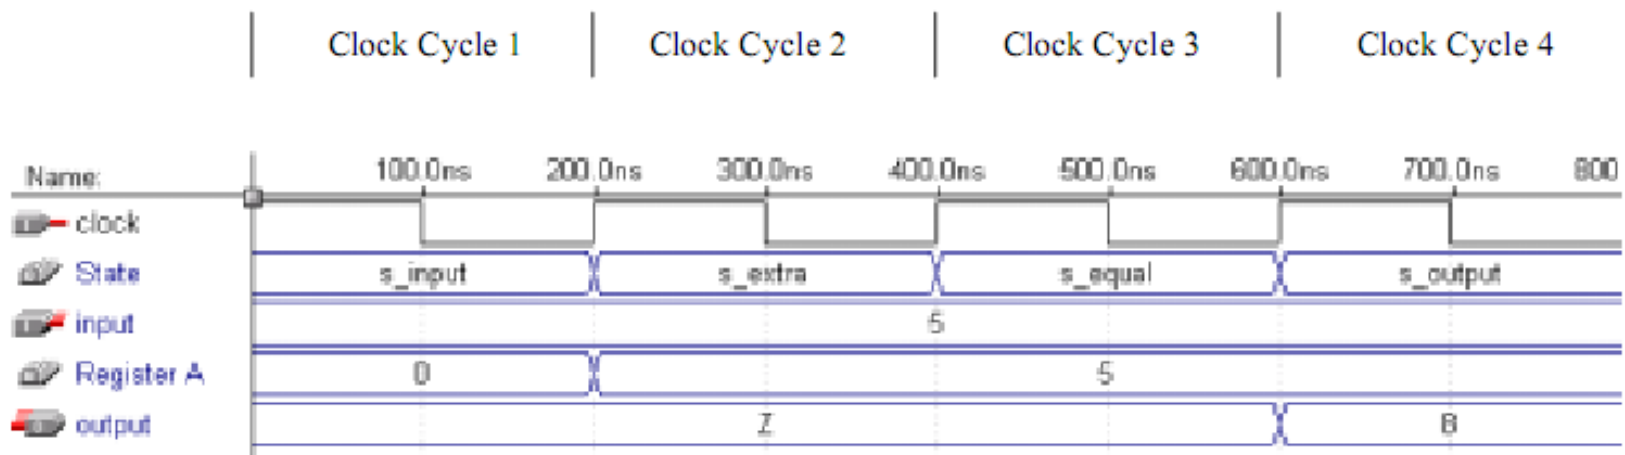 Clock Cycle 1 Clock Cycle 2 Clock Cycle 3 Clock Cycle 4
Name: 100.0ns 200.0ns 300.0ns 400.0ns 500.0ns 600.0ns 700.0ns 800
clock
State s_input s_extra s_equal s_output
input 5
Register A 0 5
output Z 8